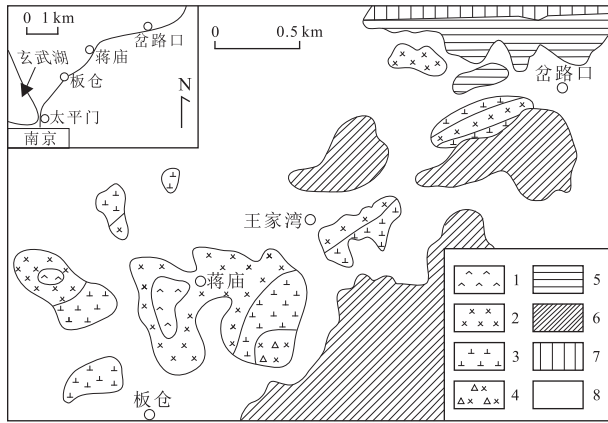 0 1 km
岔路口
蒋庙
玄武湖
板仓
N
太平门
南京
0 0.5 km
岔路口
王家湾
蒋庙
板仓
1 5
2 6
3 7
4 8